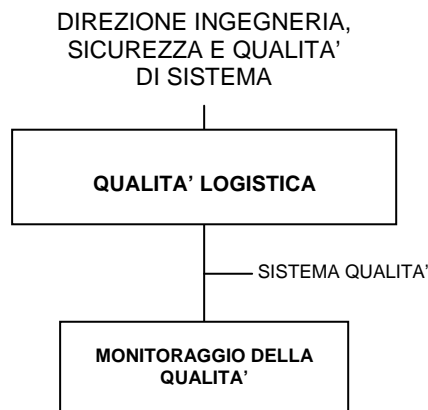 DIREZIONE INGEGNERIA,
SICUREZZA E QUALITA’
DI SISTEMA
QUALITA’ LOGISTICA
SISTEMA QUALITA’
MONITORAGGIO DELLA
QUALITA’